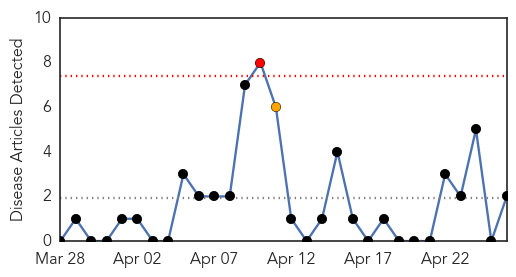 Disease Articles Detected
10
8
6
4
2
0
Mar 28
Apr 02
Apr 07
Apr 12
Apr 17
Apr 22